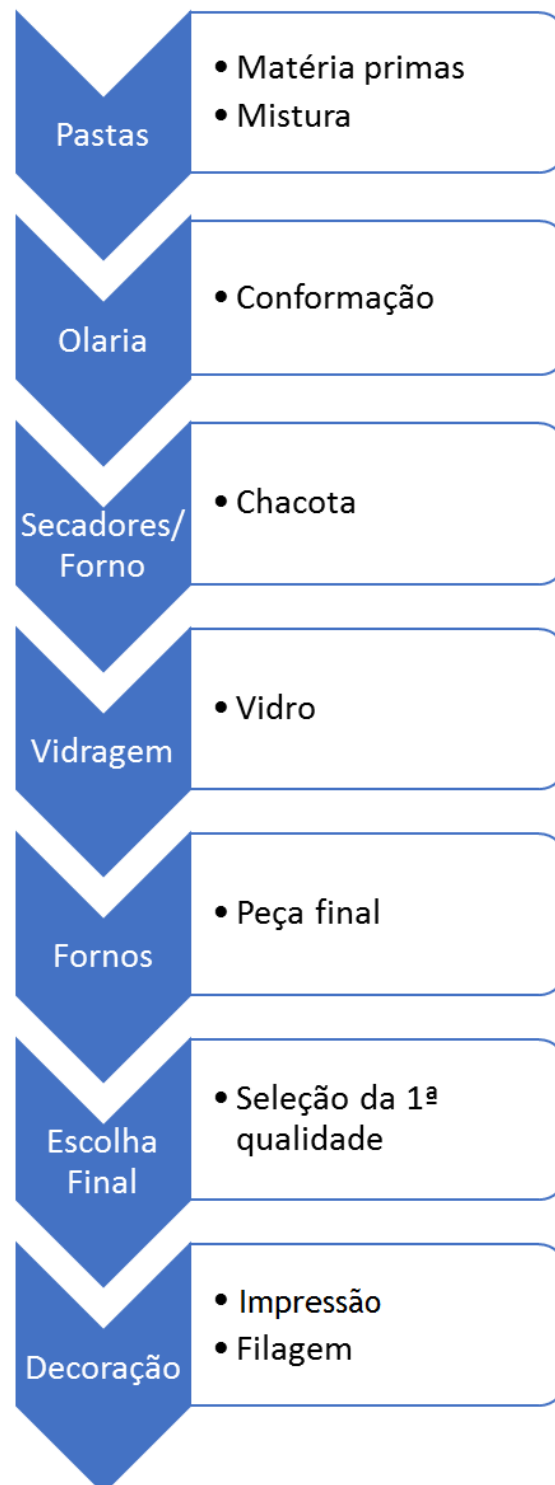 Pastas
• Matéria primas
• Mistura
Olaria
• Conformação
Secadores/
Forno
• Chacota
Vidragem
• Vidro
Fornos
• Peça final
Escolha
Final
• Seleção da 1ª
qualidade
Decoração
• Impressão
• Filagem